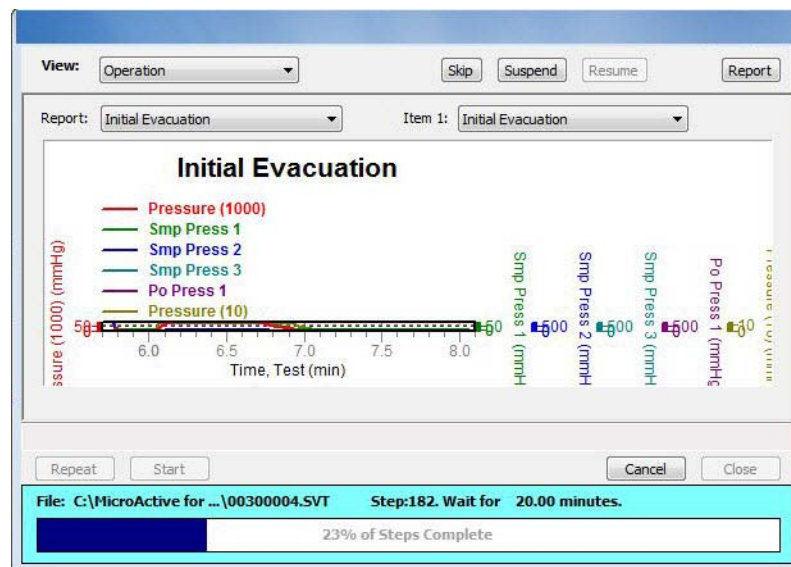 View: Operation Skip Suspend Resume Report
Report: Initial Evacuation Item 1: Initial Evacuation
Initial Evacuation
Pressure (1000)
Smp Press 1
Smp Press 2
Smp Press 3
Po Press 1
Pressure (10)
ssure (1000) (mmHg)
6.0 6.5 7.0 7.5 8.0
Time, Test (min)
Smp Press 1 (mmH
Smp Press 2 (mmH
Smp Press 3 (mmH
Po Press 1 (mmHg
Repeat Start Cancel Close
File: C:\MicroActive for ...\00300004.SVT Step:182. Wait for 20.00 minutes.
23% of Steps Complete